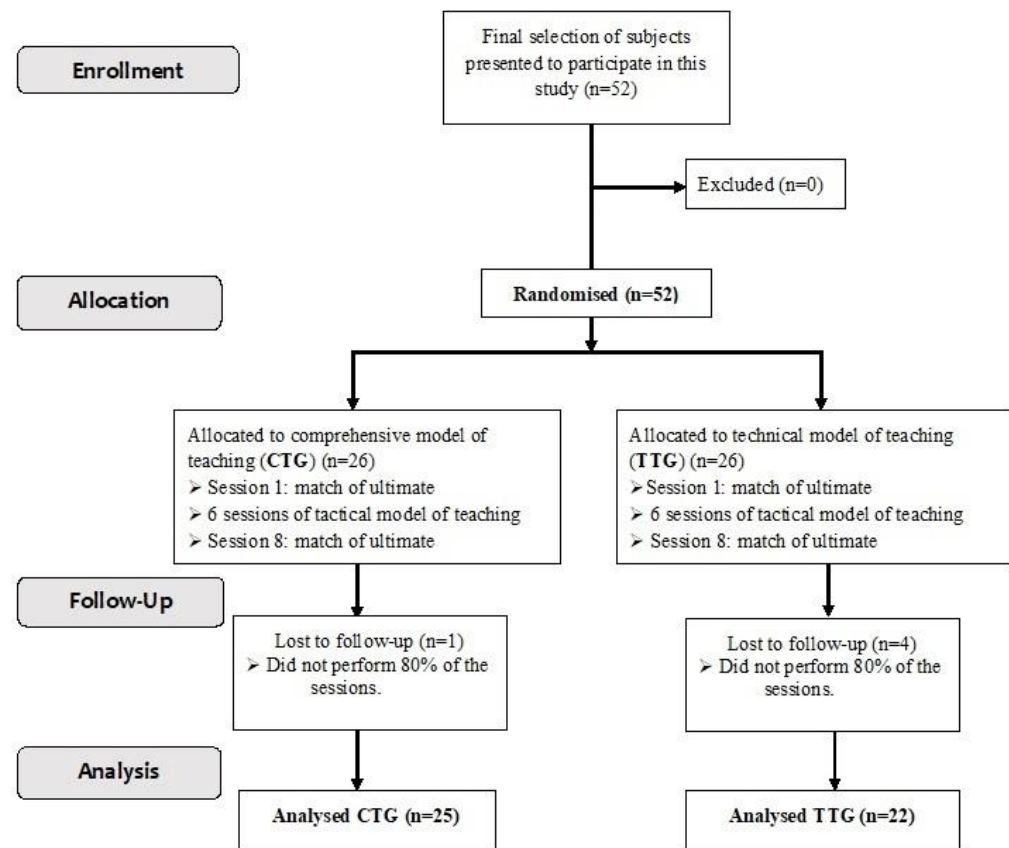 Enrollment
Final selection of subjects
presented to participate in this
study (n=52)
Excluded (n=0)
Allocation
Randomised (n=52)
Allocated to comprehensive model of
teaching (CTG) (n=26)
➢ Session 1: match of ultimate
➢ 6 sessions of tactical model of teaching
➢ Session 8: match of ultimate
Allocated to technical model of teaching
(TTG) (n=26)
➢ Session 1: match of ultimate
➢ 6 sessions of tactical model of teaching
➢ Session 8: match of ultimate
Follow-Up
Lost to follow-up (n=1)
➢ Did not perform 80% of the
sessions.
Lost to follow-up (n=4)
➢ Did not perform 80% of the
sessions.
Analysis
Analysed CTG (n=25)
Analysed TTG (n=22)